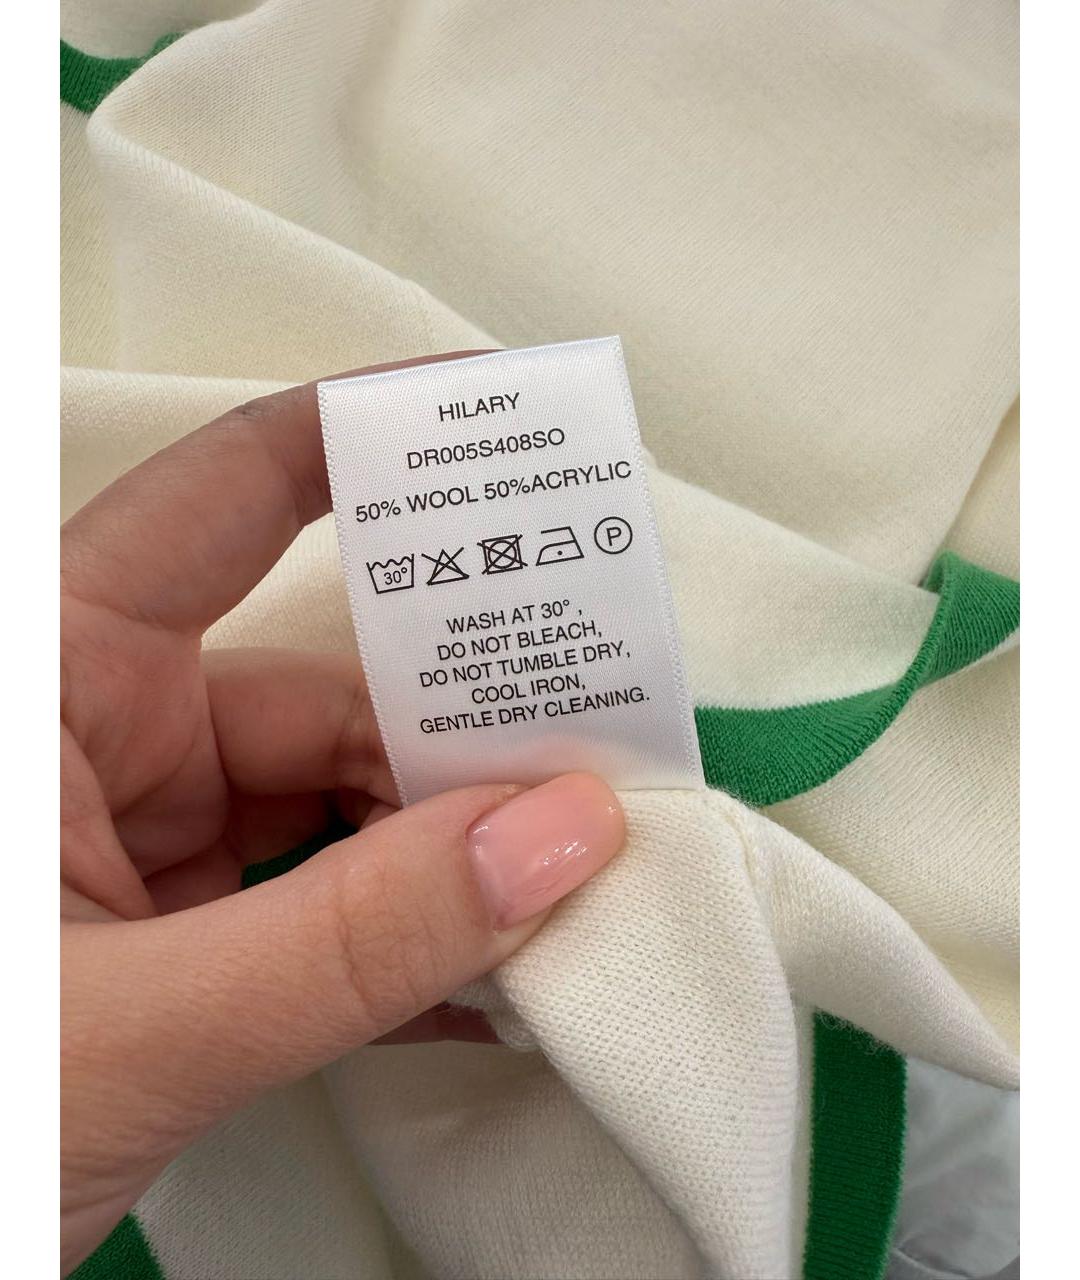 HILARY
DR005S408SO
50% WOOL 50%ACRYLIC
30° P
WASH AT 30° ,
DO NOT BLEACH,
DO NOT TUMBLE DRY,
COOL IRON,
GENTLE DRY CLEANING.